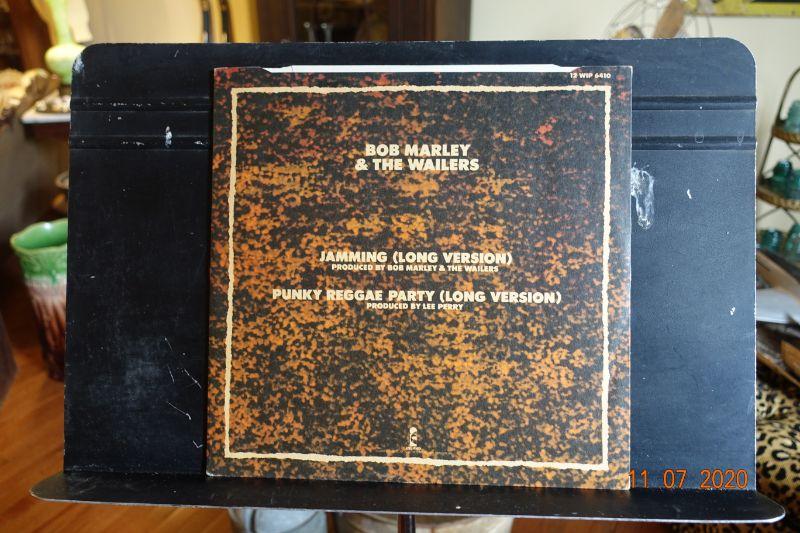 12 WIP 6410
BOB MARLEY
& THE WAILERS
JAMMING (LONG VERSION)
PRODUCED BY BOB MARLEY & THE WAILERS
PUNKY REGGAE PARTY (LONG VERSION)
PRODUCED BY LEE PERRY
11 07 2020